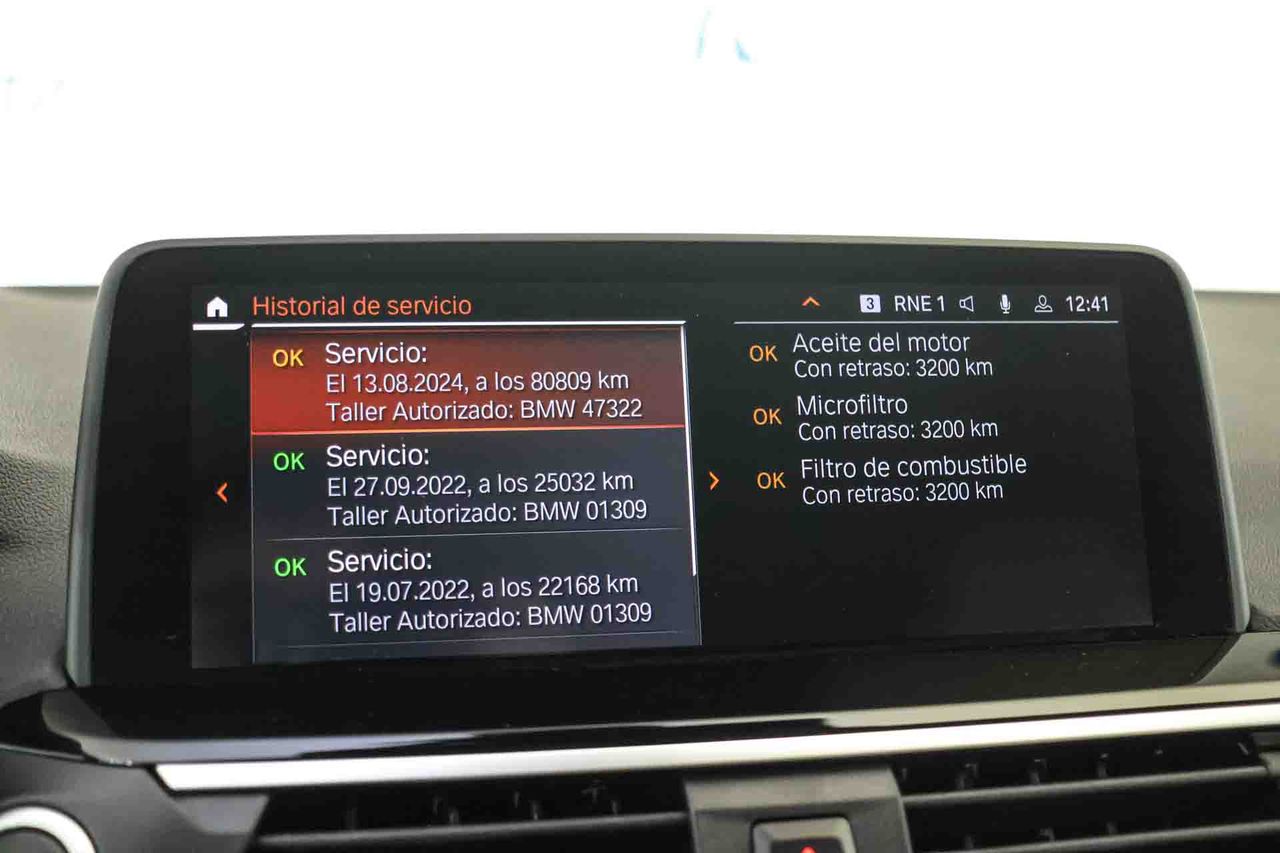 Historial de servicio
3 RNE 1 12:41
OK Servicio:
El 13.08.2024, a los 80809 km
Taller Autorizado: BMW 47322
OK Servicio:
El 27.09.2022, a los 25032 km
Taller Autorizado: BMW 01309
OK Servicio:
El 19.07.2022, a los 22168 km
Taller Autorizado: BMW 01309
OK Aceite del motor
Con retraso: 3200 km
OK Microfiltro
Con retraso: 3200 km
OK Filtro de combustible
Con retraso: 3200 km